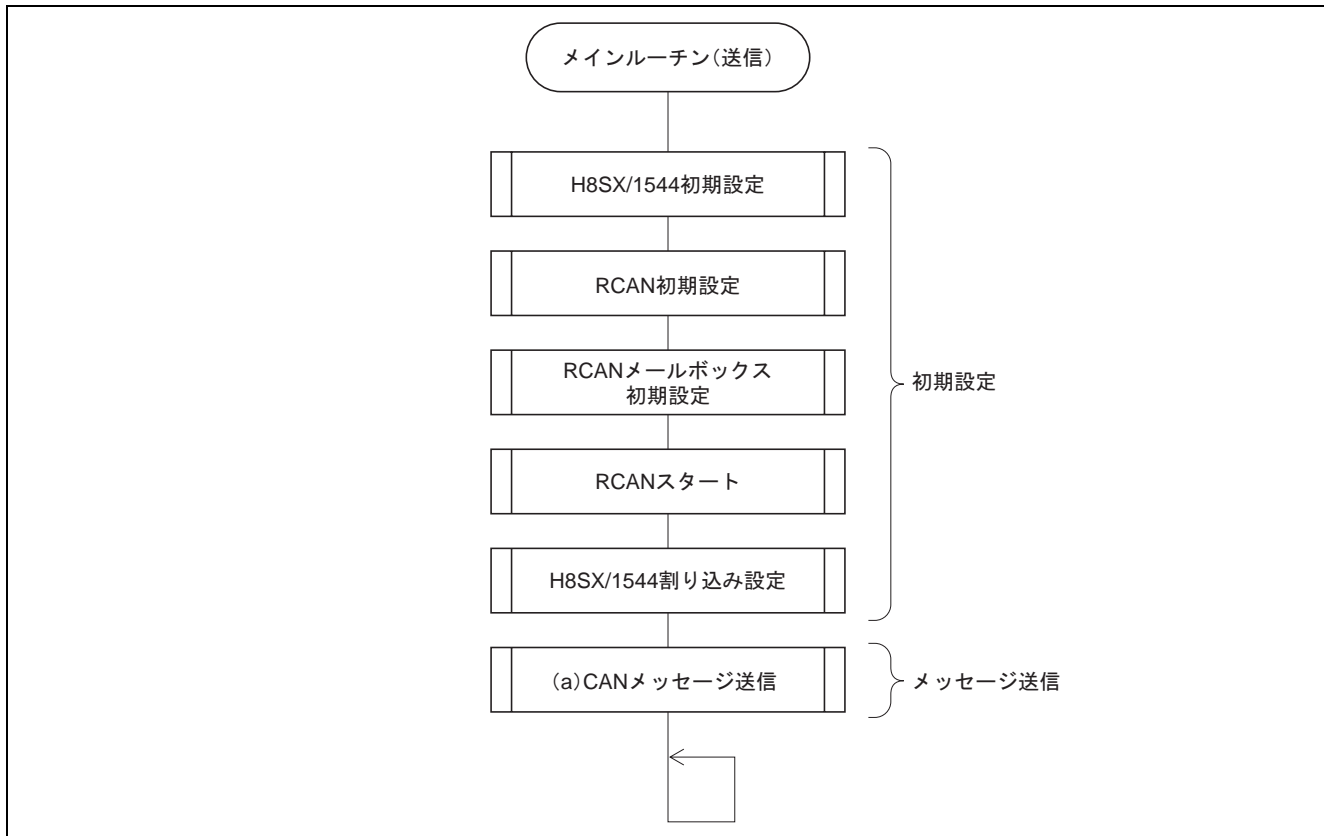 メインルーチン(送信)
H8SX/1544初期設定
RCAN初期設定
RCANメールボックス
初期設定
RCANスタート
H8SX/1544割り込み設定
初期設定
(a)CANメッセージ送信
メッセージ送信